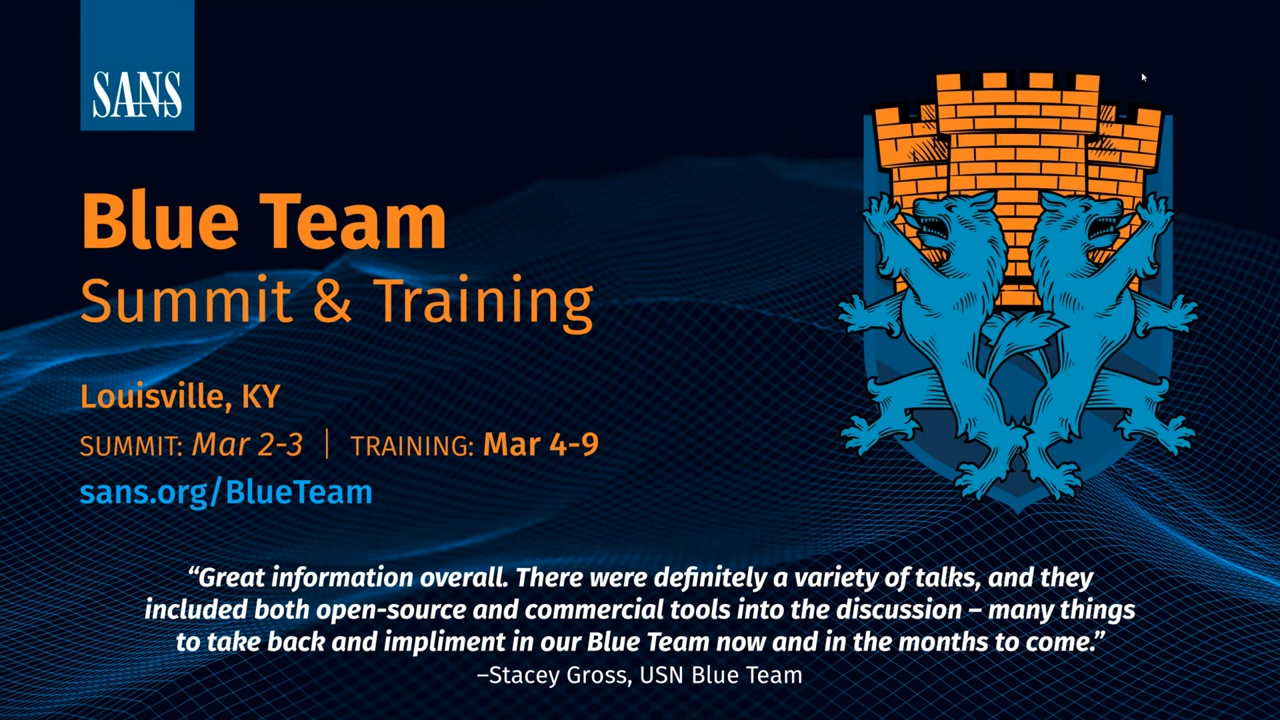 SANS
Blue Team
Summit & Training
Louisville, KY
SUMMIT: Mar 2-3 | TRAINING: Mar 4-9
sans.org/BlueTeam
“Great information overall. There were definitely a variety of talks, and they
included both open-source and commercial tools into the discussion – many things
to take back and impliment in our Blue Team now and in the months to come.”
–Stacey Gross, USN Blue Team